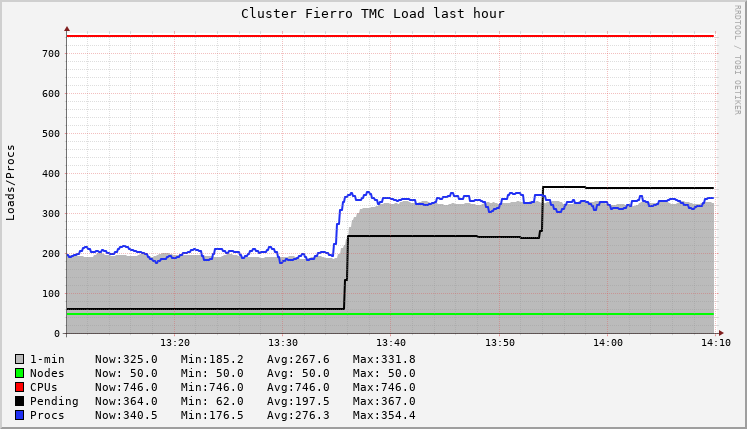 Cluster Fierro TMC Load last hour
RRDTOOL / TOBI OETIKER
Loads/Procs
700
600
500
400
300
200
100
0
13:20 13:30 13:40 13:50 14:00 14:10
1-min Now:325.0 Min:185.2 Avg:267.6 Max:331.8
Nodes Now: 50.0 Min: 50.0 Avg: 50.0 Max: 50.0
CPUs Now:746.0 Min:746.0 Avg:746.0 Max:746.0
Pending Now:364.0 Min: 62.0 Avg:197.5 Max:367.0
Procs Now:340.5 Min:176.5 Avg:276.3 Max:354.4